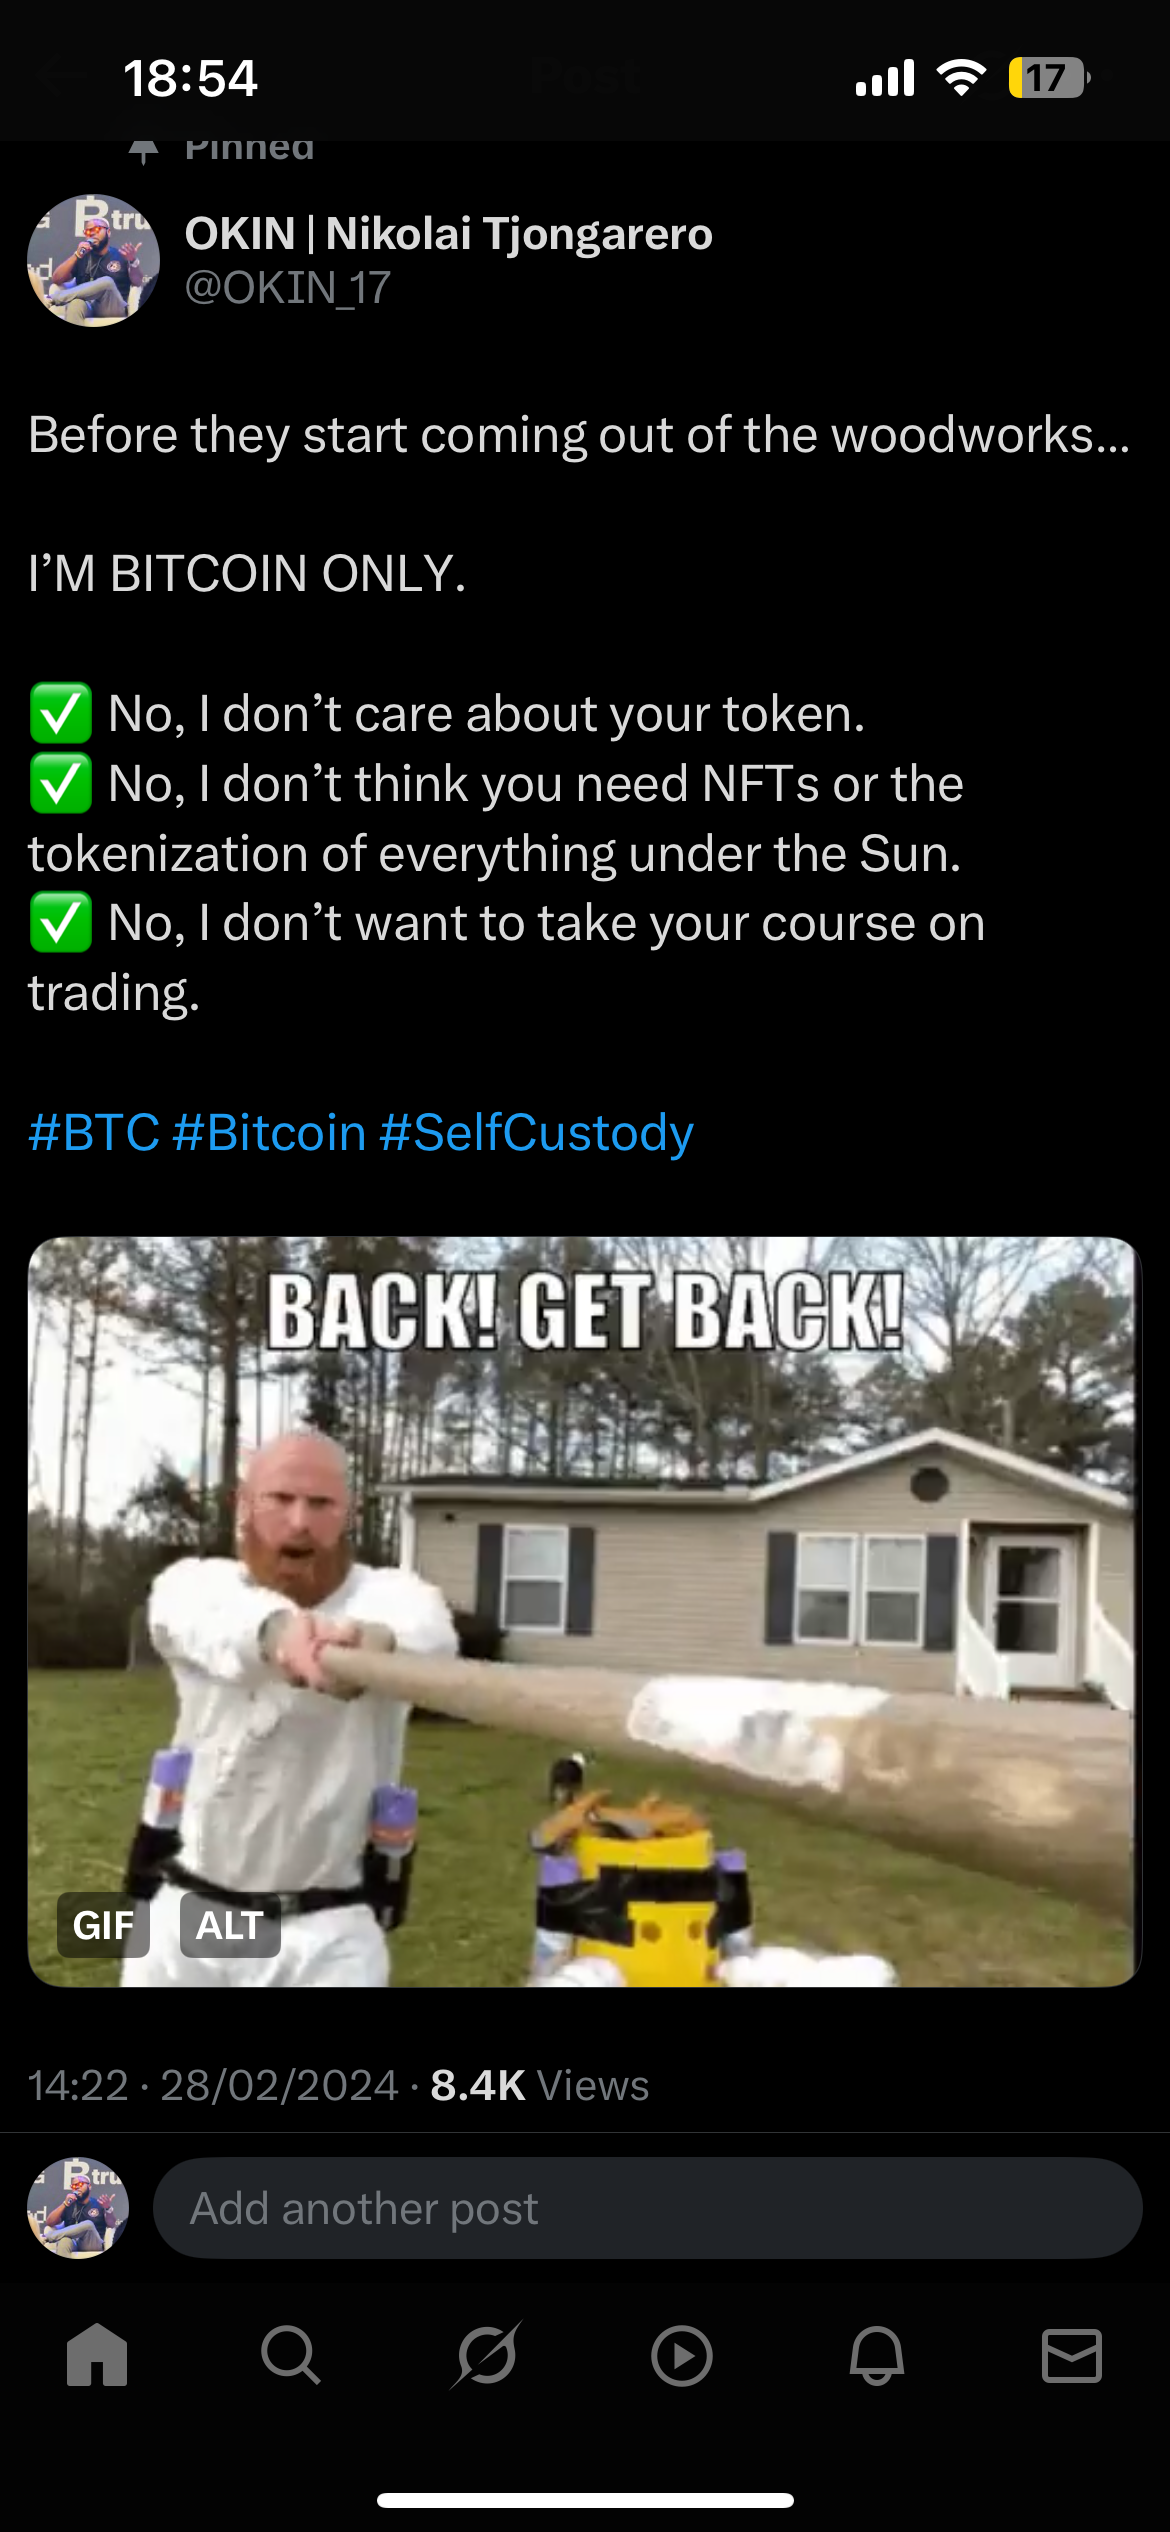 18:54
17
Post
Pinned
G ₿tru
d
OKIN | Nikolai Tjongarero
@OKIN_17
Before they start coming out of the woodworks...
I’M BITCOIN ONLY.
✅ No, I don’t care about your token.
✅ No, I don’t think you need NFTs or the
tokenization of everything under the Sun.
✅ No, I don’t want to take your course on
trading.
#BTC #Bitcoin #SelfCustody
BACK! GET BACK!
GIF ALT
14:22 · 28/02/2024 · 8.4K Views
Add another post